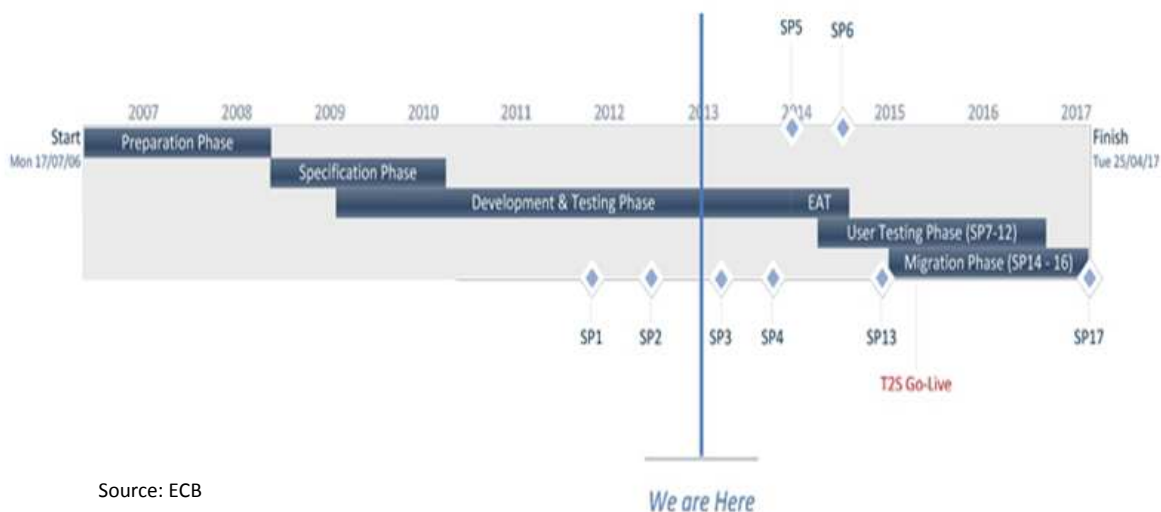 SP5 SP6
2007 2008 2009 2010 2011 2012 2013 2014 2015 2016 2017
Start
Mon 17/07/06
Finish
Tue 25/04/17
Preparation Phase
Specification Phase
Development & Testing Phase EAT
User Testing Phase (SP7-12)
Migration Phase (SP14 - 16)
SP1 SP2 SP3 SP4 SP13 SP17
T2S Go-Live
Source: ECB
We are Here